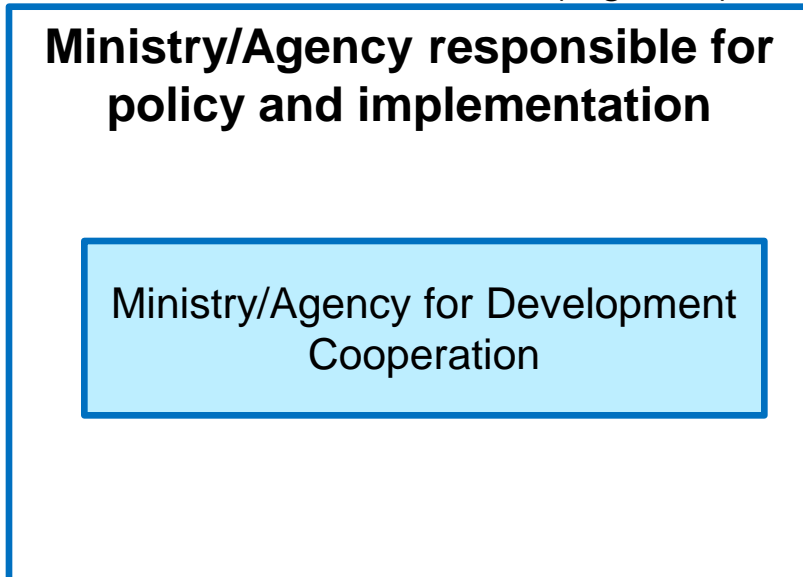 Ministry/Agency responsible for
policy and implementation
Ministry/Agency for Development
Cooperation